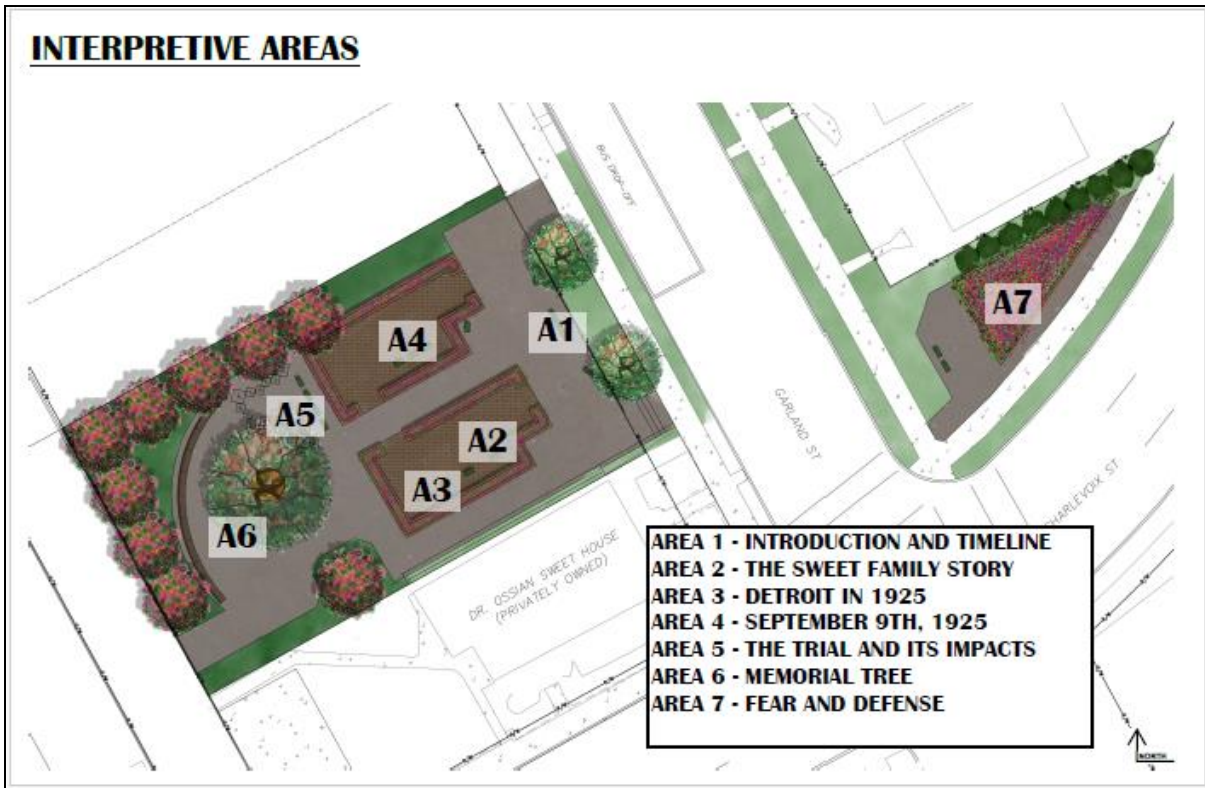 INTERPRETIVE AREAS
BUS DROP-OFF
A7
A4
A1
A5
A2
A3
A6
GARLAND ST
CHARLEVOIX ST
DR. OSSIAN SWEET HOUSE
(PRIVATELY OWNED)
AREA 1 - INTRODUCTION AND TIMELINE
AREA 2 - THE SWEET FAMILY STORY
AREA 3 - DETROIT IN 1925
AREA 4 - SEPTEMBER 9TH, 1925
AREA 5 - THE TRIAL AND ITS IMPACTS
AREA 6 - MEMORIAL TREE
AREA 7 - FEAR AND DEFENSE
NORTH